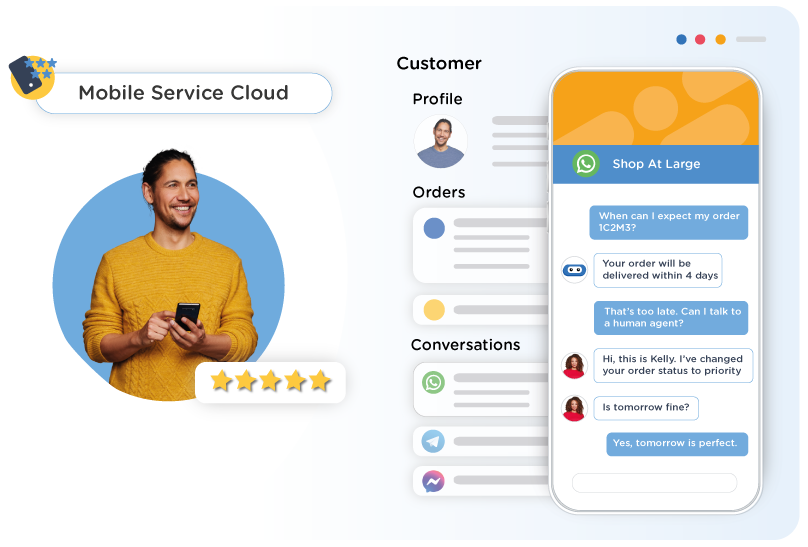 Mobile Service Cloud
Customer
Profile
Orders
Conversations
Shop At Large
When can I expect my order
1C2M3?
Your order will be
delivered within 4 days
That's too late. Can I talk to
a human agent?
Hi, this is Kelly. I've changed
your order status to priority
Is tomorrow fine?
Yes, tomorrow is perfect.